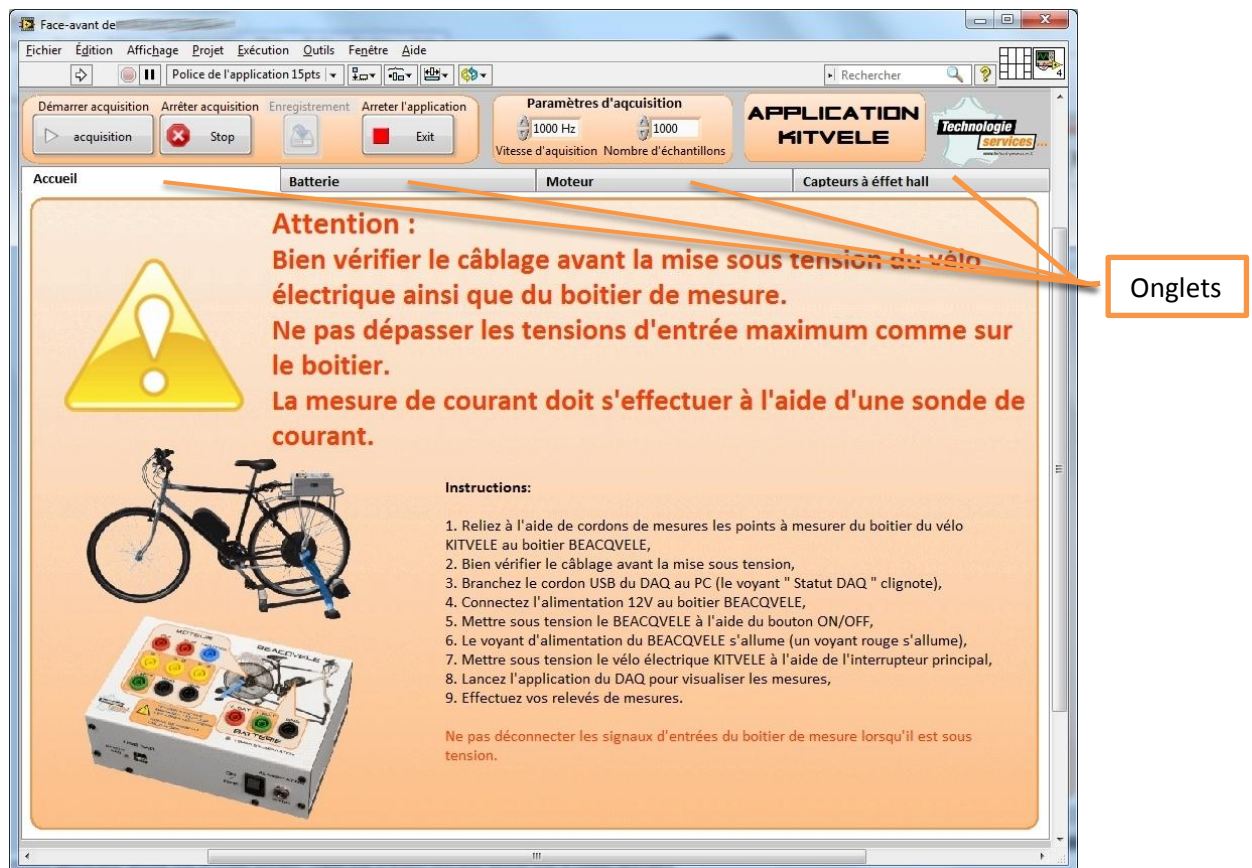 Face-avant de
Fichier Édition Affichage Projet Exécution Outils Fenêtre Aide
Police de l'application 15pts
Rechercher
4
Démarrer acquisition Arrêter acquisition Enregistrement Arreter l'application
acquisition Stop Exit
Paramètres d'aqcuisition
1000 Hz 1000
Vitesse d'aquisition Nombre d'échantillons
APPLICATION
KITVELE
Technologie
services
Accueil Batterie Moteur Capteurs à éffet hall
Onglets
Attention :
Bien vérifier le câblage avant la mise sous tension du vélo
électrique ainsi que du boitier de mesure.
Ne pas dépasser les tensions d'entrée maximum comme sur
le boitier.
La mesure de courant doit s'effectuer à l'aide d'une sonde de
courant.
Instructions:
1. Reliez à l'aide de cordons de mesures les points à mesurer du boitier du vélo
KITVELE au boitier BEACQVELE,
2. Bien vérifier le câblage avant la mise sous tension,
3. Branchez le cordon USB du DAQ au PC (le voyant " Statut DAQ " clignote),
4. Connectez l'alimentation 12V au boitier BEACQVELE,
5. Mettre sous tension le BEACQVELE à l'aide du bouton ON/OFF,
6. Le voyant d'alimentation du BEACQVELE s'allume (un voyant rouge s'allume),
7. Mettre sous tension le vélo électrique KITVELE à l'aide de l'interrupteur principal,
8. Lancez l'application du DAQ pour visualiser les mesures,
9. Effectuez vos relevés de mesures.
Ne pas déconnecter les signaux d'entrées du boitier de mesure lorsqu'il est sous
tension.
MOTEUR
BEACQVELE
BATTERIE